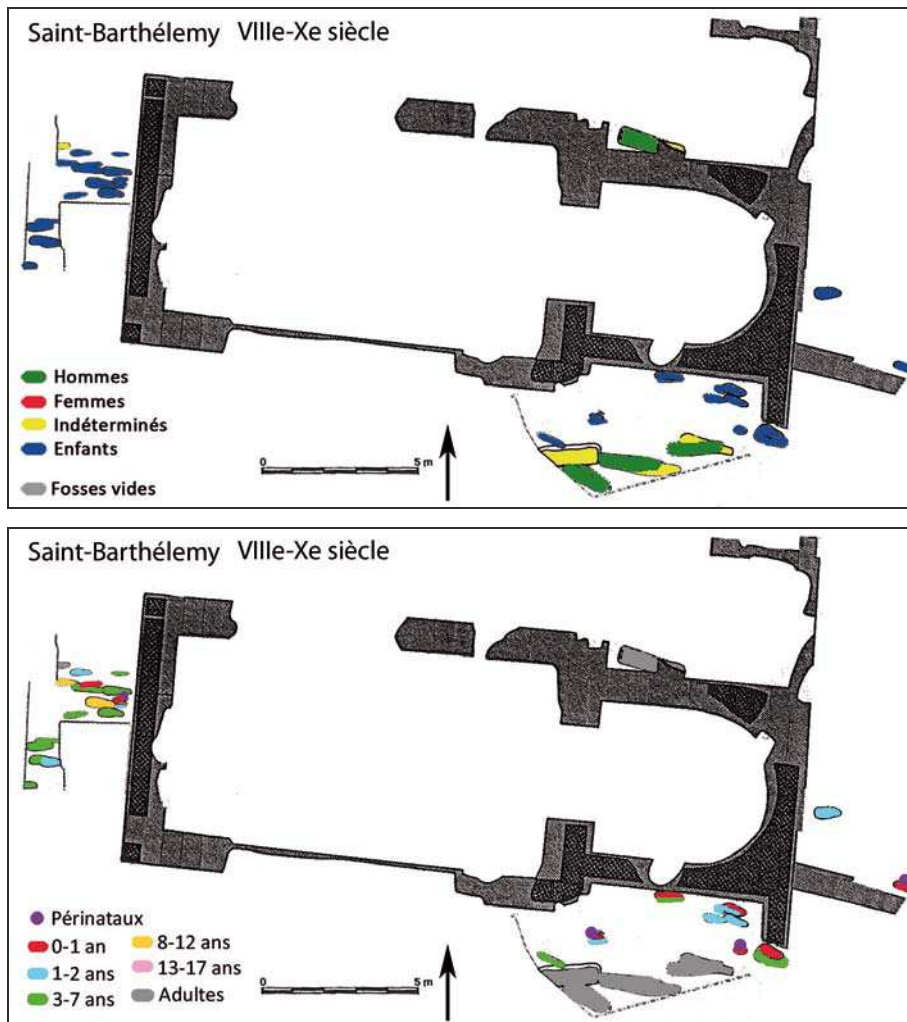 Saint-Barthélemy VIIIe-Xe siècle
Hommes
Femmes
Indéterminés
Enfants
Fosses vides
0 5 m
Saint-Barthélemy VIIIe-Xe siècle
Périnataux
0-1 an
1-2 ans
3-7 ans
8-12 ans
13-17 ans
Adultes
0 5 m